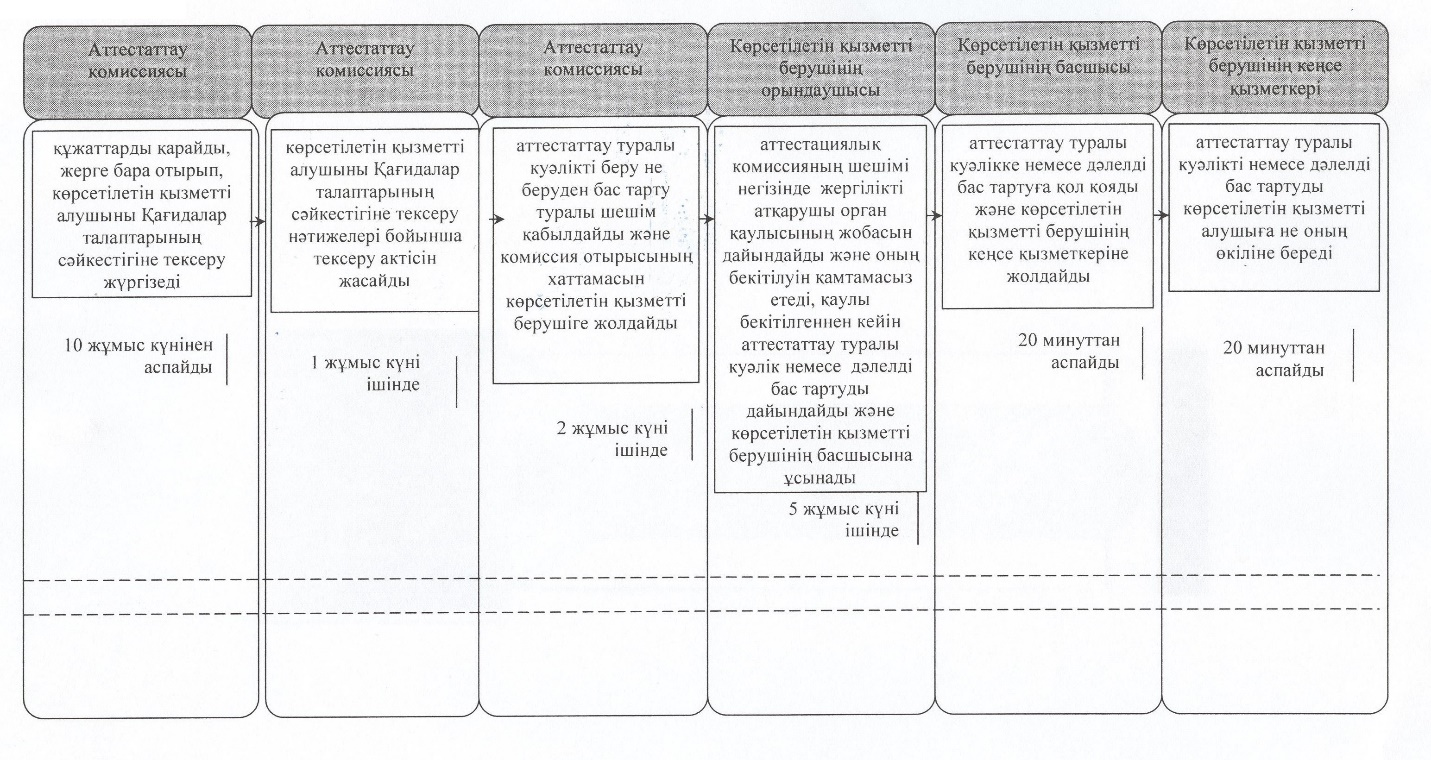 Аттестаттау
комиссиясы
құжаттарды қарайды,
жерге бара отырып,
көрсетілетін қызметті
алушыны Қағидалар
талаптарының
сәйкестігіне тексеру
жүргізеді
10 жұмыс күнінен
аспайды
Аттестаттау
комиссиясы
көрсетілетін қызметті
алушыны Қағидалар
талаптарының
сәйкестігіне тексеру
нәтижелері бойынша
тексеру актісін
жасайды
1 жұмыс күні
ішінде
Аттестаттау
комиссиясы
аттестаттау туралы
куәлікті беру не
беруден бас тарту
туралы шешім
қабылдайды және
комиссия отырысының
хаттамасын
көрсетілетін қызметті
берушіге жолдайды
2 жұмыс күні
ішінде
Көрсетілетін қызметті
берушінің
орындаушысы
аттестациялық
комиссияның шешімі
негізінде жергілікті
атқарушы орган
қаулысының жобасын
дайындайды және оның
бекітілуін қамтамасыз
етеді, қаулы
бекітілгеннен кейін
аттестаттау туралы
куәлік немесе дәлелді
бас тартуды
дайындайды және
көрсетілетін қызметті
берушінің басшысына
ұсынады
5 жұмыс күні
ішінде
Көрсетілетін қызметті
берушінің басшысы
аттестаттау туралы
куәлікке немесе дәлелді
бас тартуға қол қояды
және көрсетілетін
қызметті берушінің
кеңсе қызметкеріне
жолдайды
20 минуттан
аспайды
Көрсетілетін қызметті
берушінің кеңсе
қызметкері
аттестаттау туралы
куәлікті немесе дәлелді
бас тартуды
көрсетілетін қызметті
алушыға не оның
өкіліне береді
20 минуттан
аспайды